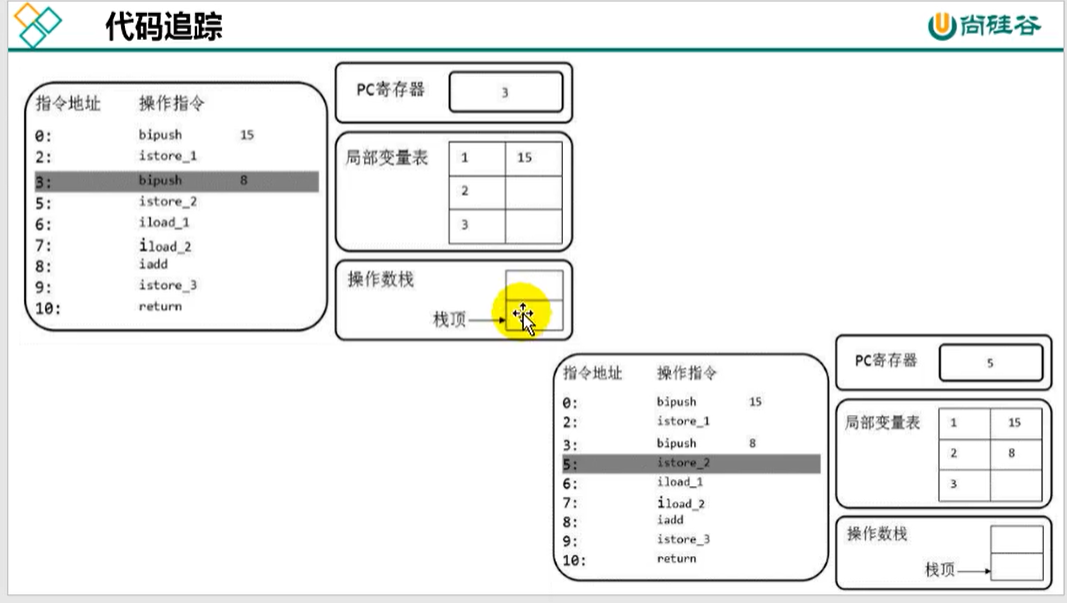 代码追踪
尚硅谷
指令地址 操作指令
0: bipush 15
2: istore_1
3: bipush 8
5: istore_2
6: iload_1
7: iload_2
8: iadd
9: istore_3
10: return
PC寄存器 3
局部变量表 1 15
2
3
操作数栈
栈顶
指令地址 操作指令
0: bipush 15
2: istore_1
3: bipush 8
5: istore_2
6: iload_1
7: iload_2
8: iadd
9: istore_3
10: return
PC寄存器 5
局部变量表 1 15
2 8
3
操作数栈
栈顶